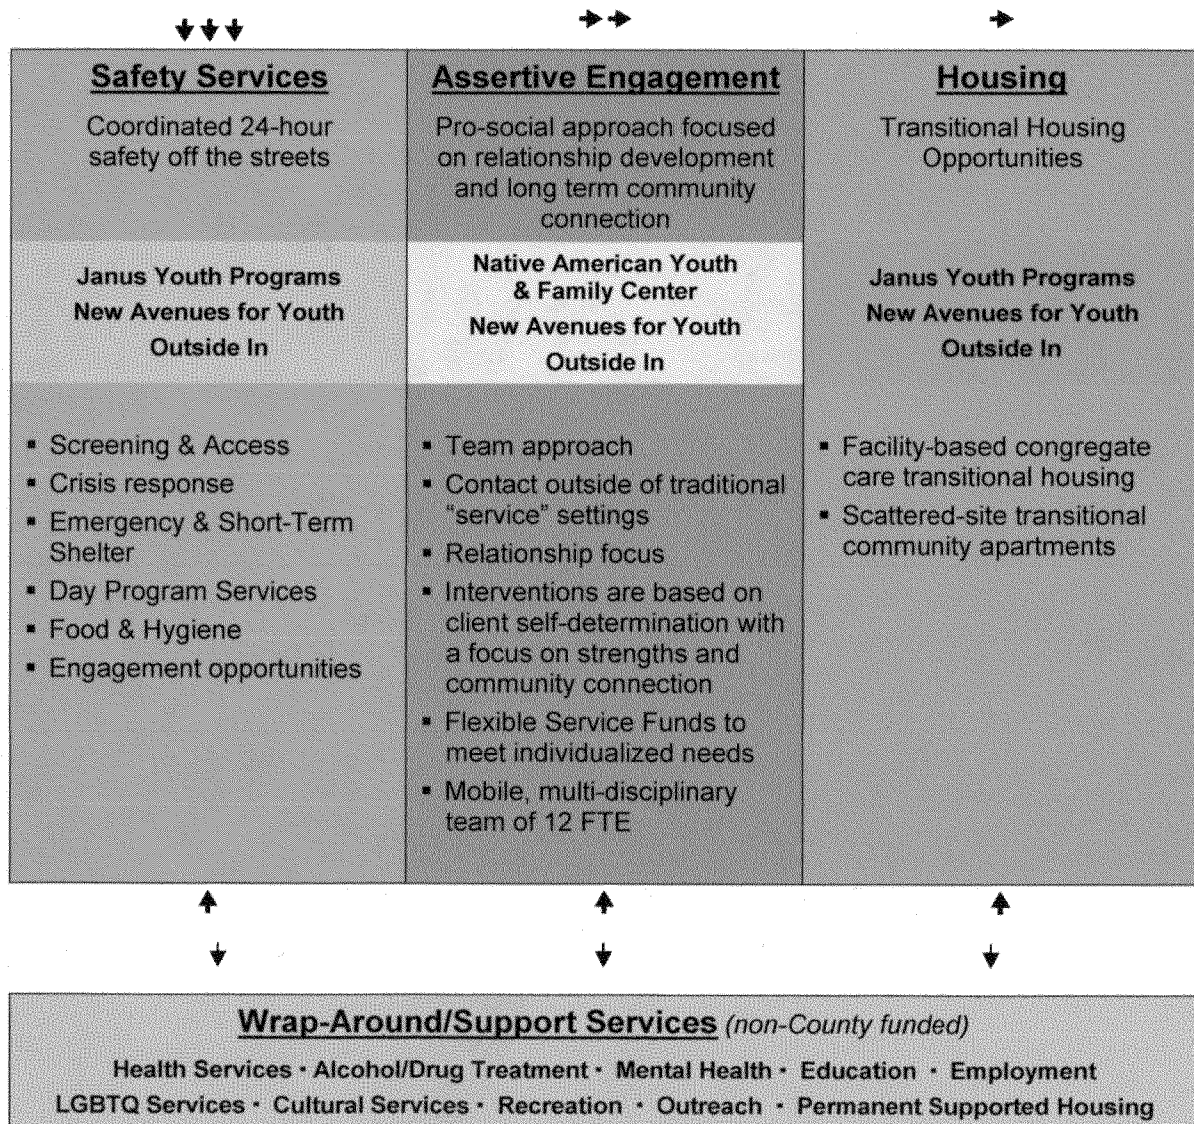 Safety Services
Coordinated 24-hour
safety off the streets
Janus Youth Programs
New Avenues for Youth
Outside In
▪ Screening & Access
▪ Crisis response
▪ Emergency & Short-Term
Shelter
▪ Day Program Services
▪ Food & Hygiene
▪ Engagement opportunities
Assertive Engagement
Pro-social approach focused
on relationship development
and long term community
connection
Native American Youth
& Family Center
New Avenues for Youth
Outside In
▪ Team approach
▪ Contact outside of traditional
“service” settings
▪ Relationship focus
▪ Interventions are based on
client self-determination with
a focus on strengths and
community connection
▪ Flexible Service Funds to
meet individualized needs
▪ Mobile, multi-disciplinary
team of 12 FTE
Housing
Transitional Housing
Opportunities
Janus Youth Programs
New Avenues for Youth
Outside In
▪ Facility-based congregate
care transitional housing
▪ Scattered-site transitional
community apartments
Wrap-Around/Support Services (non-County funded)
Health Services · Alcohol/Drug Treatment · Mental Health · Education · Employment
LGBTQ Services · Cultural Services · Recreation · Outreach · Permanent Supported Housing